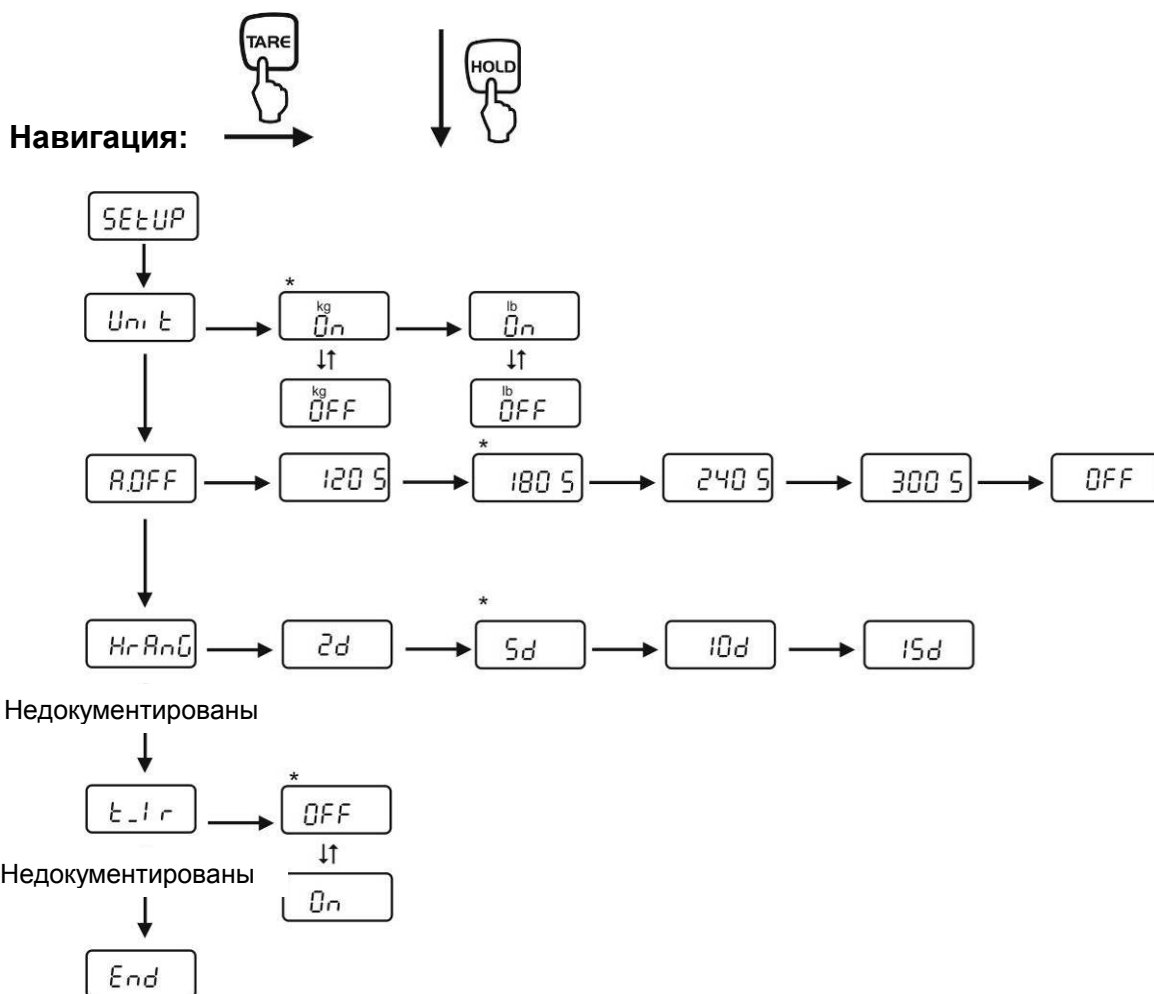 TARE
HOLD
Навигация:
SEtUP
Unit
*
kg
On
lb
On
↓↑
↓↑
kg
OFF
lb
OFF
A.OFF
120 S
*
180 S
240 S
300 S
OFF
HrAnG
2d
*
5d
10d
15d
Недокументированы
t_Ir
*
OFF
↓↑
On
Недокументированы
End